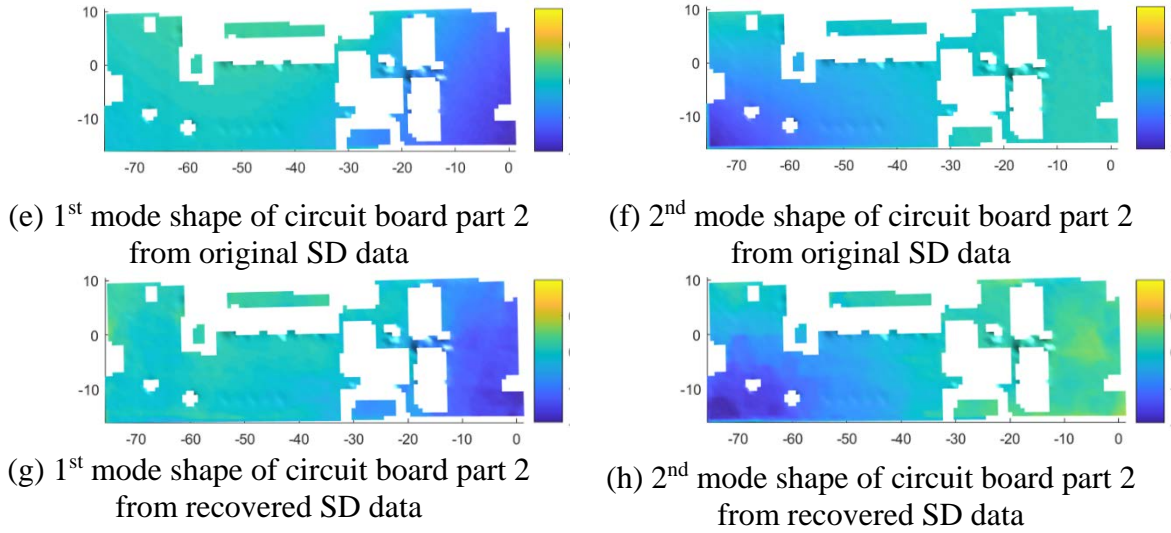 10
0
-10
-70 -60 -50 -40 -30 -20 -10 0
10
0
-10
-70 -60 -50 -40 -30 -20 -10 0
(e) 1st mode shape of circuit board part 2
from original SD data
(f) 2nd mode shape of circuit board part 2
from original SD data
10
0
-10
-70 -60 -50 -40 -30 -20 -10 0
10
0
-10
-70 -60 -50 -40 -30 -20 -10 0
(g) 1st mode shape of circuit board part 2
from recovered SD data
(h) 2nd mode shape of circuit board part 2
from recovered SD data